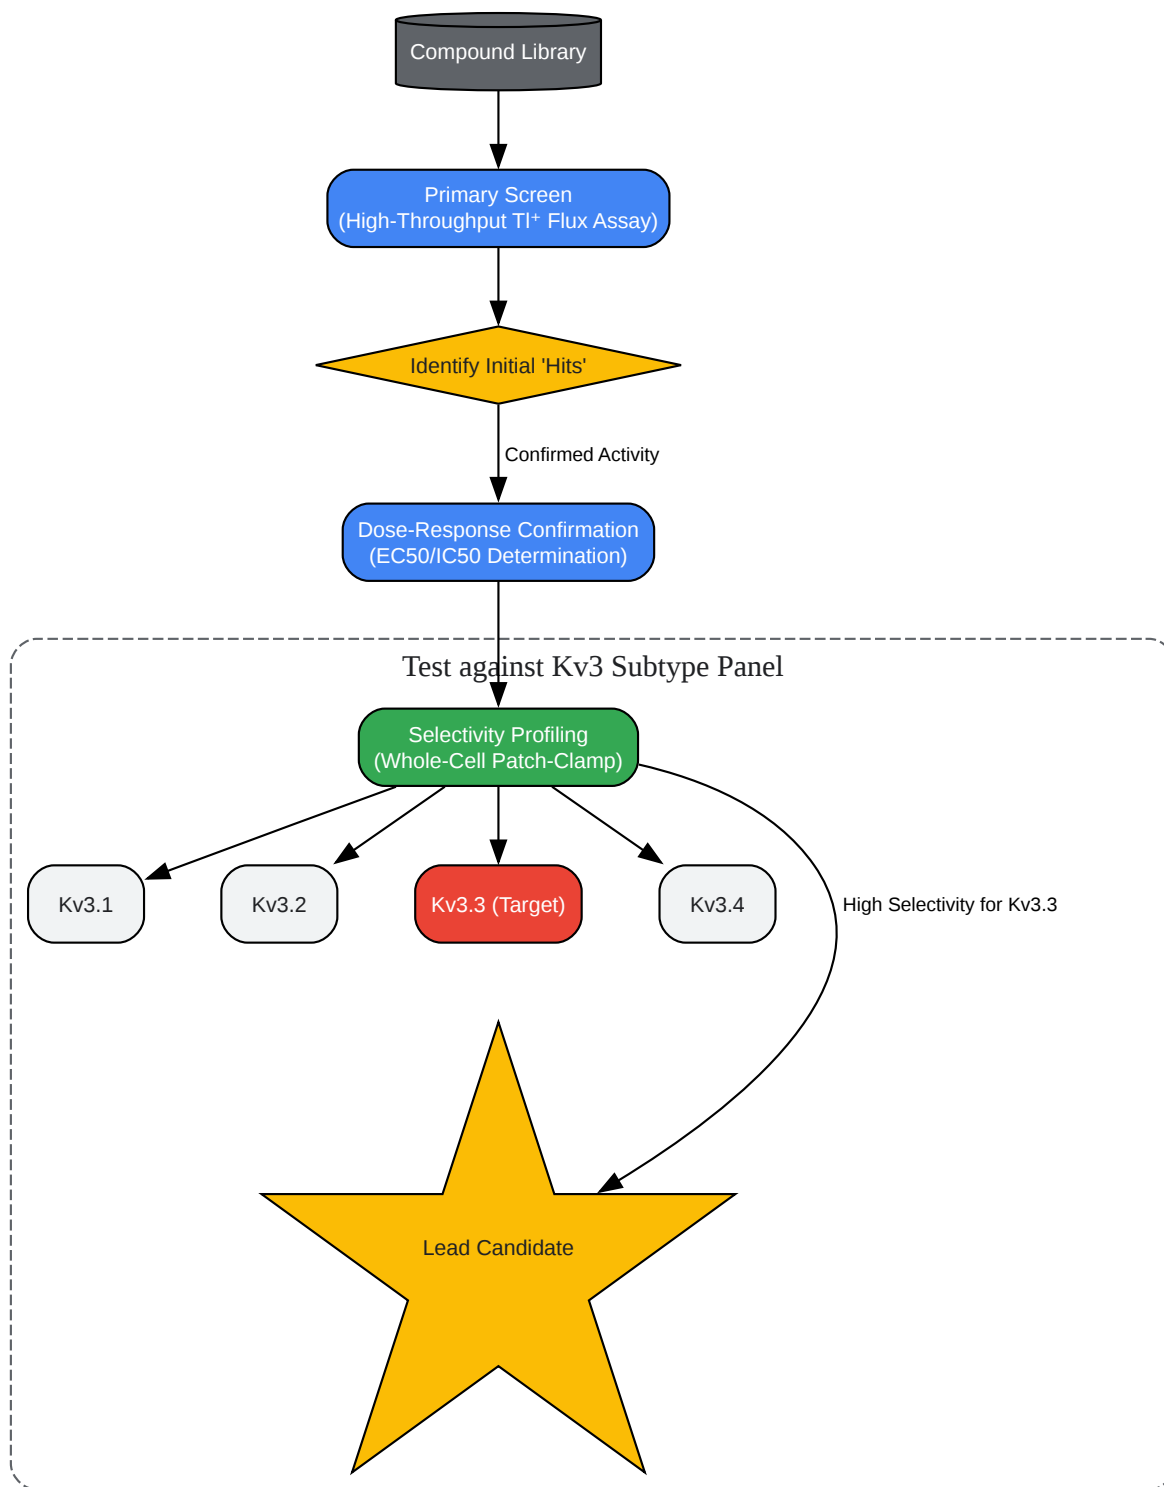 Compound Library
Primary Screen
(High-Throughput Tl⁺ Flux Assay)
Identify Initial 'Hits'
Confirmed Activity
Dose-Response Confirmation
(EC50/IC50 Determination)
Test against Kv3 Subtype Panel
Selectivity Profiling
(Whole-Cell Patch-Clamp)
Kv3.1
Kv3.2
Kv3.3 (Target)
Kv3.4
High Selectivity for Kv3.3
Lead Candidate